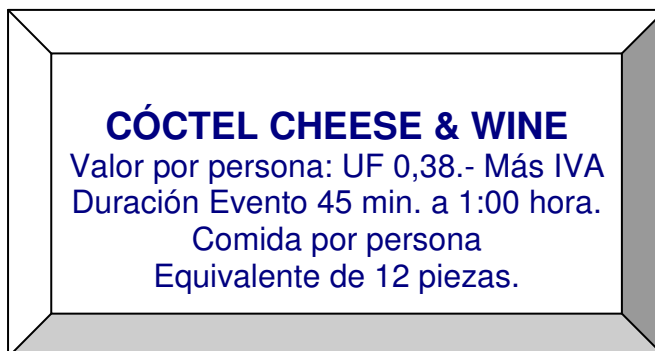 CÓCTEL CHEESE & WINE
Valor por persona: UF 0,38.- Más IVA
Duración Evento 45 min. a 1:00 hora.
Comida por persona
Equivalente de 12 piezas.